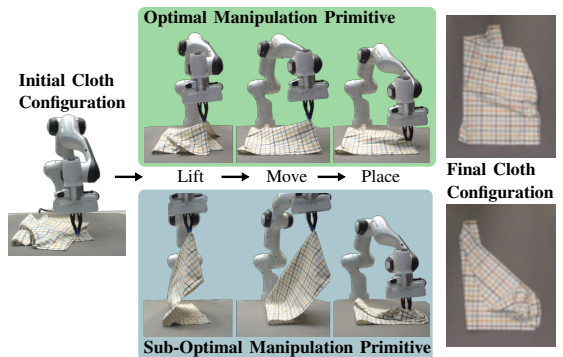 Optimal Manipulation Primitive
Initial Cloth
Configuration
Lift
Move
Place
Final Cloth
Configuration
Sub-Optimal Manipulation Primitive